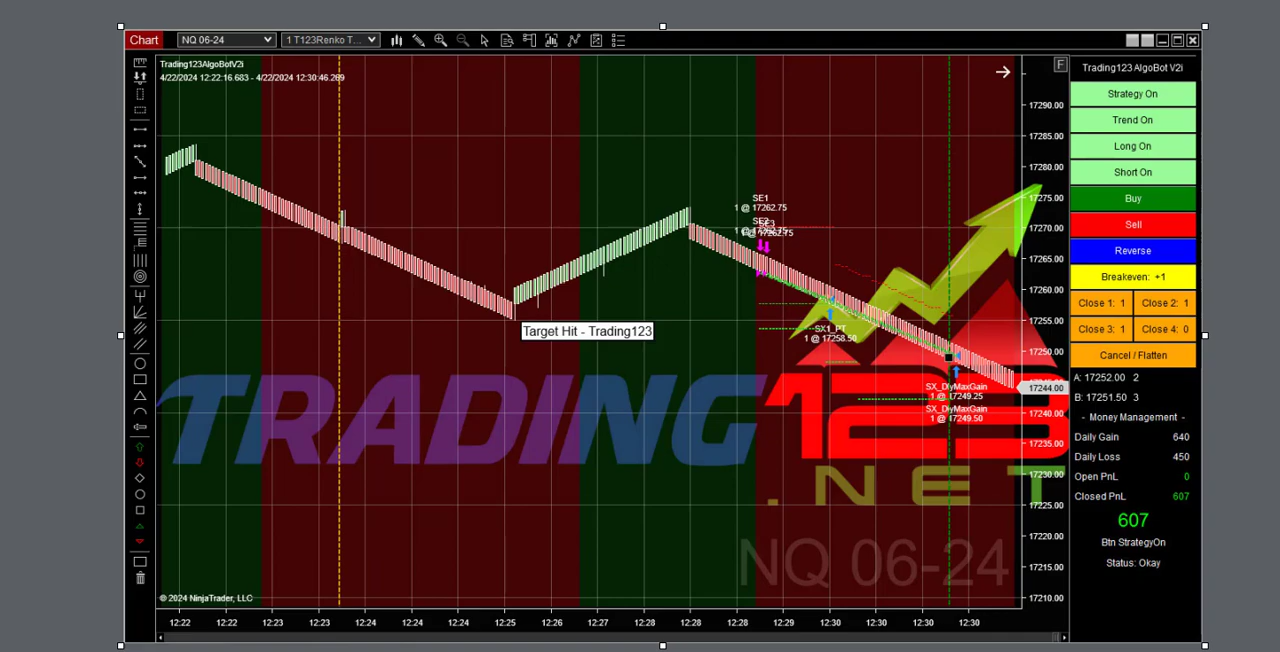 Chart NQ 06-24 1 T123Renko T...
Trading123AlgoBotV2i
4/22/2024 12:22:16.683 - 4/22/2024 12:30:46.269
F
Trading123 AlgoBot V2i
Strategy On
Trend On
Long On
Short On
Buy
Sell
Reverse
Breakeven: +1
Close 1: 1 Close 2: 1
Close 3: 1 Close 4: 0
Cancel / Flatten
A: 17252.00 2
B: 17251.50 3
- Money Management -
Daily Gain 640
Daily Loss 450
Open PnL 0
Closed PnL 607
607
Btn StrategyOn
Status: Okay
17290.00
17285.00
17280.00
17275.00
17270.00
17265.00
17260.00
17255.00
17250.00
17244.00
17240.00
17235.00
17230.00
17225.00
17220.00
17215.00
17210.00
SE1
1 @ 17262.75
Target Hit - Trading123
SX1_PT
1 @ 17258.50
SX_DlyMaxGain
1 @ 17249.25
SX_DlyMaxGain
1 @ 17249.50
TRADING 123
.NET
NQ 06-24
© 2024 NinjaTrader, LLC
12:22 12:22 12:23 12:23 12:24 12:24 12:24 12:25 12:26 12:27 12:28 12:28 12:28 12:29 12:30 12:30 12:30 12:30